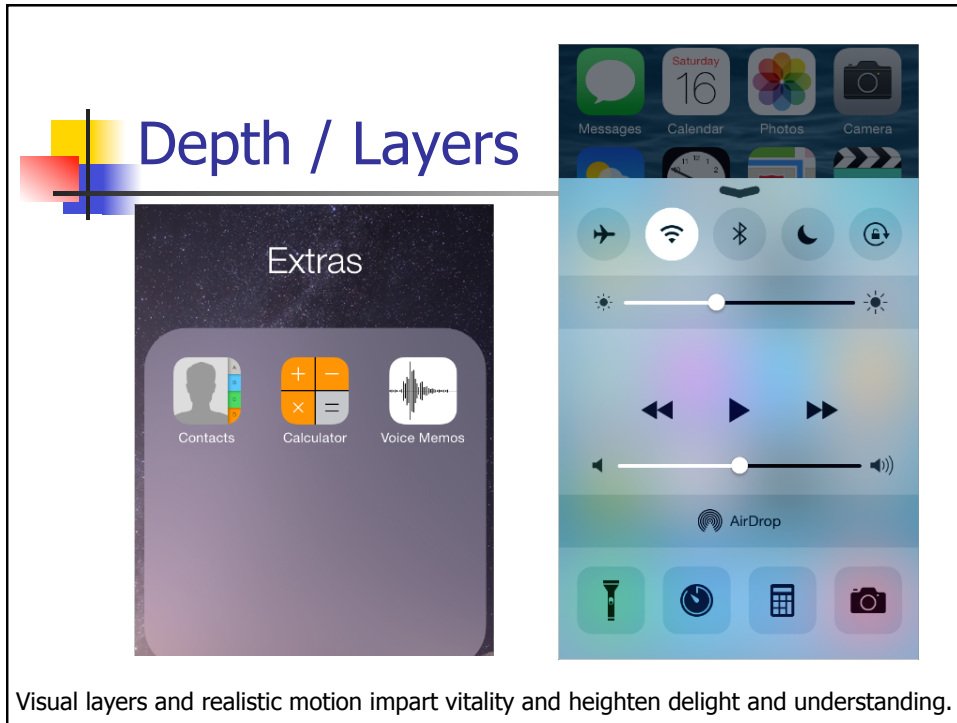 Depth / Layers
Extras
Contacts
Calculator
Voice Memos
Saturday
16
Messages
Calendar
Photos
Camera
AirDrop
Visual layers and realistic motion impart vitality and heighten delight and understanding.